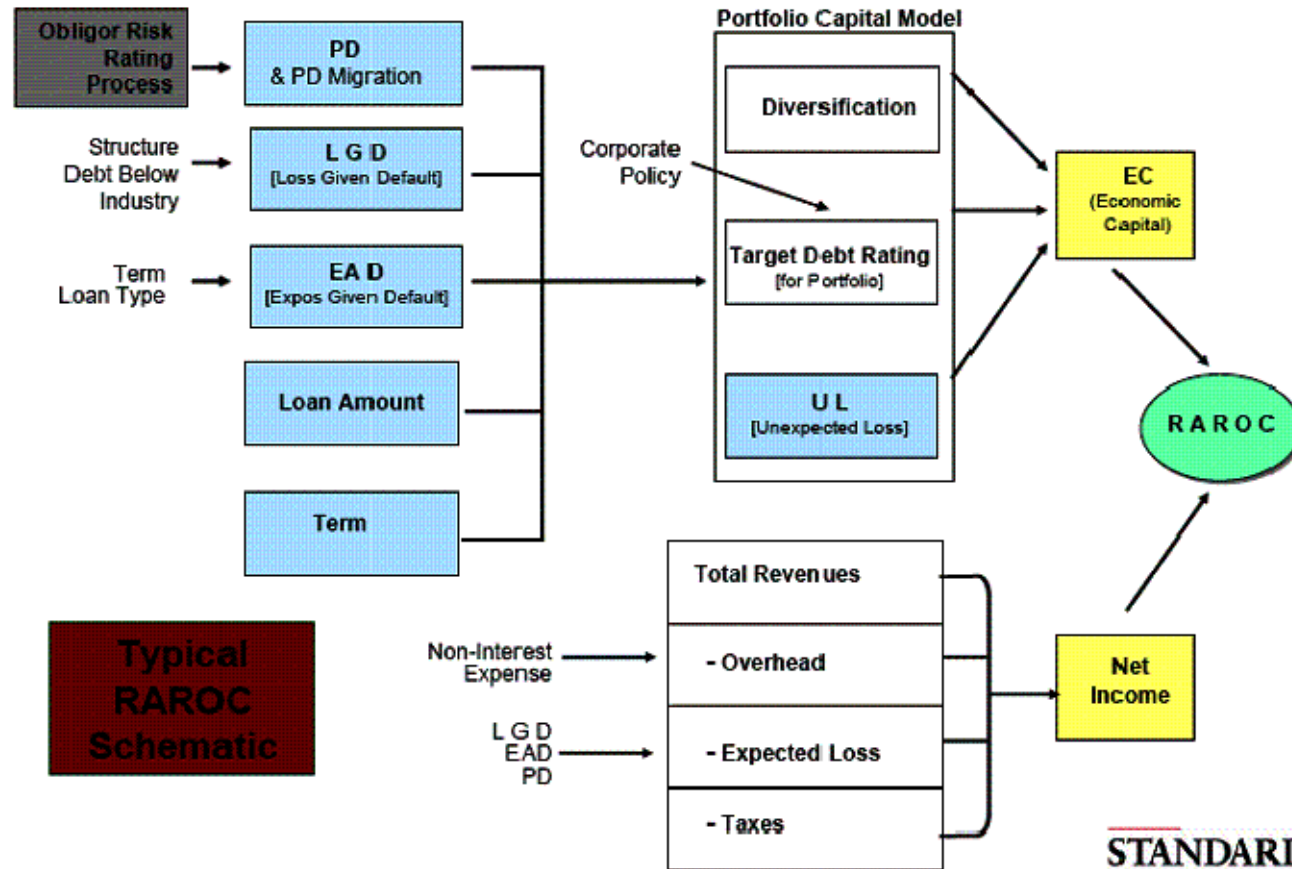 Obligor Risk
Rating
Process
PD
& PD Migration
Structure
Debt Below
Industry
L G D
[Loss Given Default]
Term
Loan Type
EA D
[Expos Given Default]
Loan Amount
Term
Portfolio Capital Model
Diversification
Corporate
Policy
Target Debt Rating
[for Portfolio]
U L
[Unexpected Loss]
EC
(Economic
Capital)
R A R O C
Typical
RAROC
Schematic
Non-Interest
Expense
L G D
EAD
PD
Total Revenues
- Overhead
- Expected Loss
- Taxes
Net
Income
STANDARD